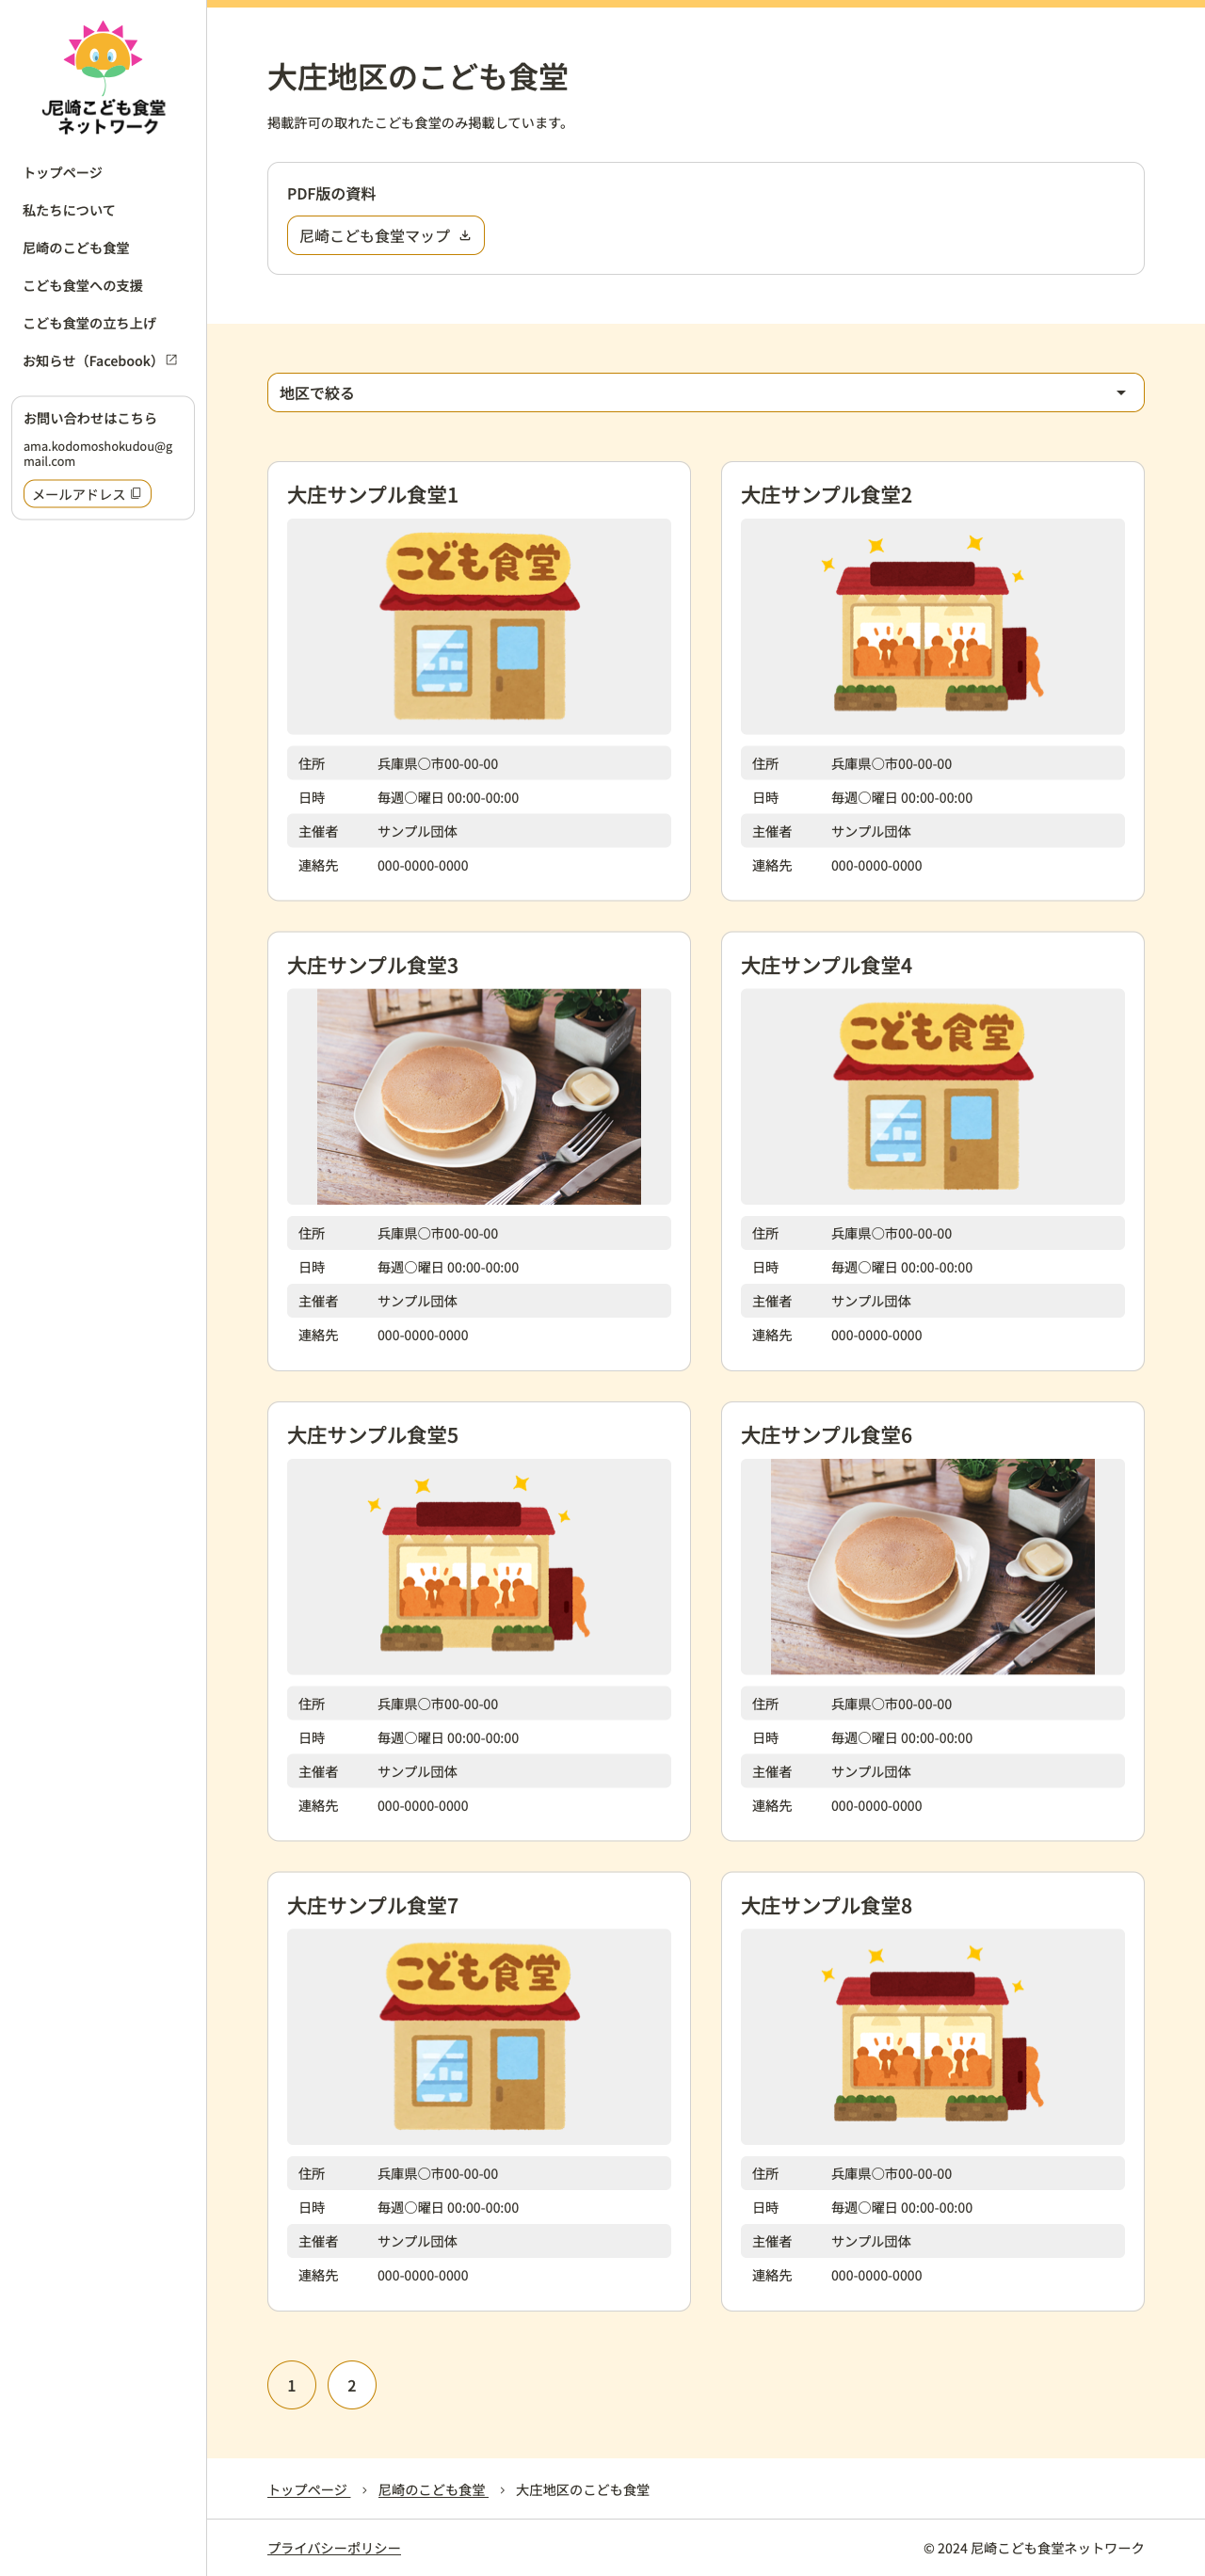 尼崎こども食堂
ネットワーク
トップページ
私たちについて
尼崎のこども食堂
こども食堂への支援
こども食堂の立ち上げ
お知らせ（Facebook）
お問い合わせはこちら
ama.kodomoshokudou@g
mail.com
メールアドレス
大庄地区のこども食堂
掲載許可の取れたこども食堂のみ掲載しています。
PDF版の資料
尼崎こども食堂マップ
地区で絞る
大庄サンプル食堂1
こども食堂
住所 兵庫県〇市00-00-00
日時 毎週〇曜日 00:00-00:00
主催者 サンプル団体
連絡先 000-0000-0000
大庄サンプル食堂2
住所 兵庫県〇市00-00-00
日時 毎週〇曜日 00:00-00:00
主催者 サンプル団体
連絡先 000-0000-0000
大庄サンプル食堂3
住所 兵庫県〇市00-00-00
日時 毎週〇曜日 00:00-00:00
主催者 サンプル団体
連絡先 000-0000-0000
大庄サンプル食堂4
こども食堂
住所 兵庫県〇市00-00-00
日時 毎週〇曜日 00:00-00:00
主催者 サンプル団体
連絡先 000-0000-0000
大庄サンプル食堂5
住所 兵庫県〇市00-00-00
日時 毎週〇曜日 00:00-00:00
主催者 サンプル団体
連絡先 000-0000-0000
大庄サンプル食堂6
住所 兵庫県〇市00-00-00
日時 毎週〇曜日 00:00-00:00
主催者 サンプル団体
連絡先 000-0000-0000
大庄サンプル食堂7
こども食堂
住所 兵庫県〇市00-00-00
日時 毎週〇曜日 00:00-00:00
主催者 サンプル団体
連絡先 000-0000-0000
大庄サンプル食堂8
住所 兵庫県〇市00-00-00
日時 毎週〇曜日 00:00-00:00
主催者 サンプル団体
連絡先 000-0000-0000
1 2
トップページ › 尼崎のこども食堂 › 大庄地区のこども食堂
プライバシーポリシー
© 2024 尼崎こども食堂ネットワーク